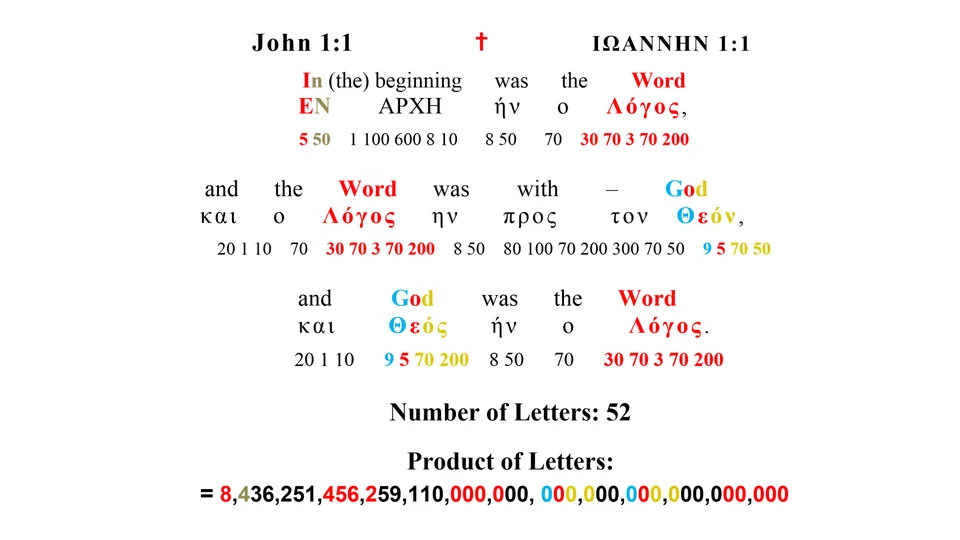 John 1:1 † ΙΩΑΝΝΗΝ 1:1
In (the) beginning was the Word
ΕΝ ΑΡΧΗ ήν ο Λόγος,
5 50 1 100 600 8 10 8 50 70 30 70 3 70 200
and the Word was with – God
και ο Λόγος ην προς τον Θεόν,
20 1 10 70 30 70 3 70 200 8 50 80 100 70 200 300 70 50 9 5 70 50
and God was the Word
και Θεός ήν ο Λόγος.
20 1 10 9 5 70 200 8 50 70 30 70 3 70 200
Number of Letters: 52
Product of Letters:
= 8,436,251,456,259,110,000,000, 000,000,000,000,000,000,000